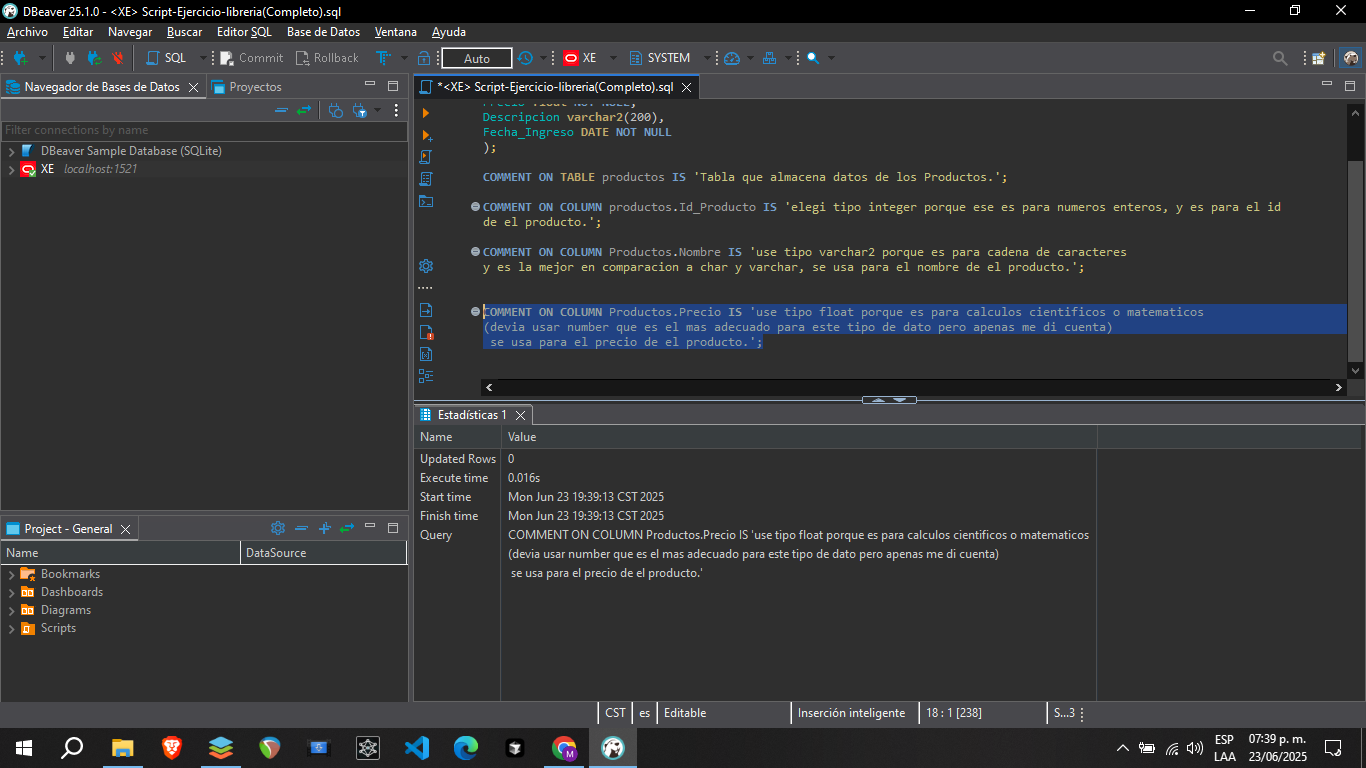 DBeaver 25.1.0 - <XE> Script-Ejercicio-libreria(Completo).sql
Archivo Editar Navegar Buscar Editor SQL Base de Datos Ventana Ayuda
SQL Commit Rollback Auto XE SYSTEM
Navegador de Bases de Datos Proyectos
Filter connections by name
DBeaver Sample Database (SQLite)
XE localhost:1521
*<XE> Script-Ejercicio-libreria(Completo).sql
Precio float NOT NULL,
Descripcion varchar2(200),
Fecha_Ingreso DATE NOT NULL
);
COMMENT ON TABLE productos IS 'Tabla que almacena datos de los Productos.';
COMMENT ON COLUMN productos.Id_Producto IS 'elegi tipo integer porque ese es para numeros enteros, y es para el id
de el producto.';
COMMENT ON COLUMN Productos.Nombre IS 'use tipo varchar2 porque es para cadena de caracteres
y es la mejor en comparacion a char y varchar, se usa para el nombre de el producto.';
COMMENT ON COLUMN Productos.Precio IS 'use tipo float porque es para calculos cientificos o matematicos
(devia usar number que es el mas adecuado para este tipo de dato pero apenas me di cuenta)
se usa para el precio de el producto.';
Estadísticas 1
Name Value
Updated Rows 0
Execute time 0.016s
Start time Mon Jun 23 19:39:13 CST 2025
Finish time Mon Jun 23 19:39:13 CST 2025
Query COMMENT ON COLUMN Productos.Precio IS 'use tipo float porque es para calculos cientificos o matematicos
(devia usar number que es el mas adecuado para este tipo de dato pero apenas me di cuenta)
se usa para el precio de el producto.'
Project - General
Name DataSource
Bookmarks
Dashboards
Diagrams
Scripts
CST es Editable Inserción inteligente 18 : 1 [238] S...3
ESP
LAA
07:39 p. m.
23/06/2025